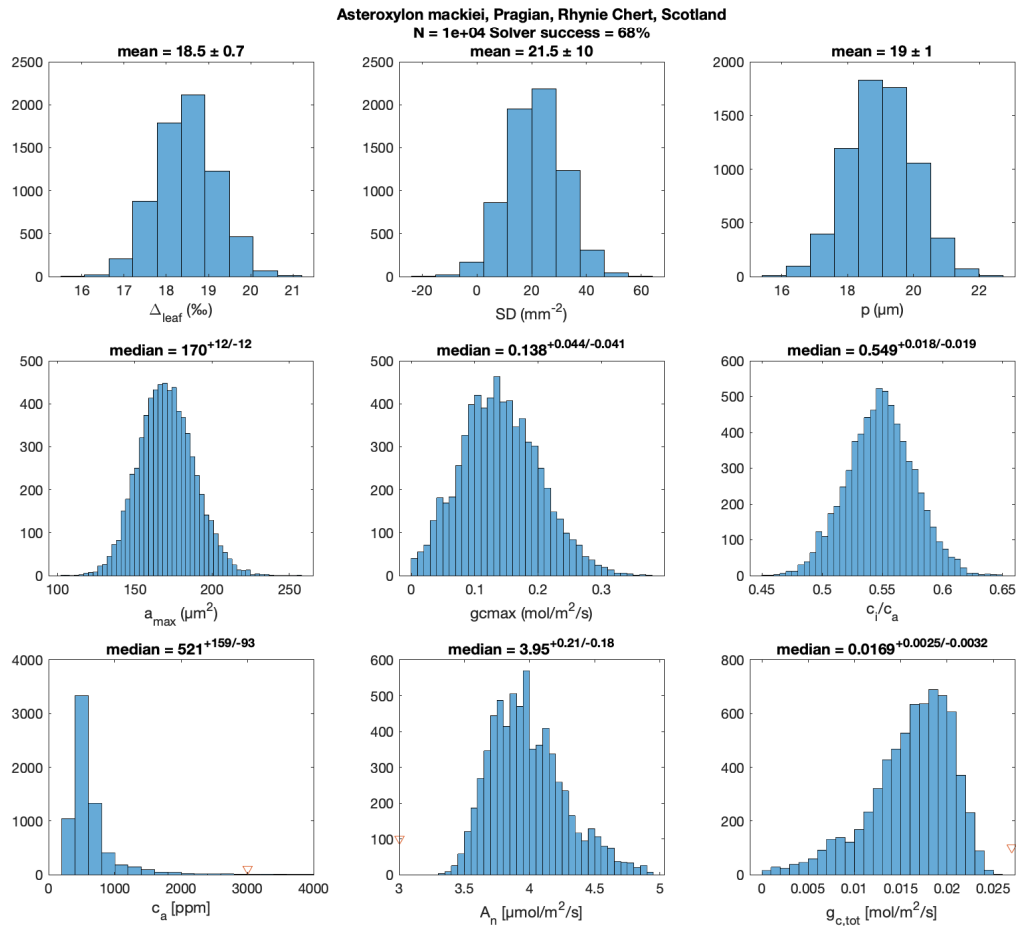 Asteroxylon mackiei, Pragian, Rhynie Chert, Scotland
N = 1e+04 Solver success = 68%
mean = 18.5 ± 0.7
2500
2000
1500
1000
500
0
16 17 18 19 20 21
Δleaf (‰)
mean = 21.5 ± 10
2500
2000
1500
1000
500
0
-20 0 20 40 60
SD (mm-2)
mean = 19 ± 1
2000
1500
1000
500
0
16 18 20 22
p (µm)
median = 170+12/-12
500
400
300
200
100
0
100 150 200 250
amax (µm2)
median = 0.138+0.044/-0.041
500
400
300
200
100
0
0 0.1 0.2 0.3
gcmax (mol/m2/s)
median = 0.549+0.018/-0.019
600
500
400
300
200
100
0
0.45 0.5 0.55 0.6 0.65
ci/ca
median = 521+159/-93
4000
3000
2000
1000
0
1000 2000 3000 4000
ca [ppm]
median = 3.95+0.21/-0.18
600
500
400
300
200
100
0
3 3.5 4 4.5 5
An [µmol/m2/s]
median = 0.0169+0.0025/-0.0032
800
600
400
200
0
0 0.005 0.01 0.015 0.02 0.025
gc,tot [mol/m2/s]